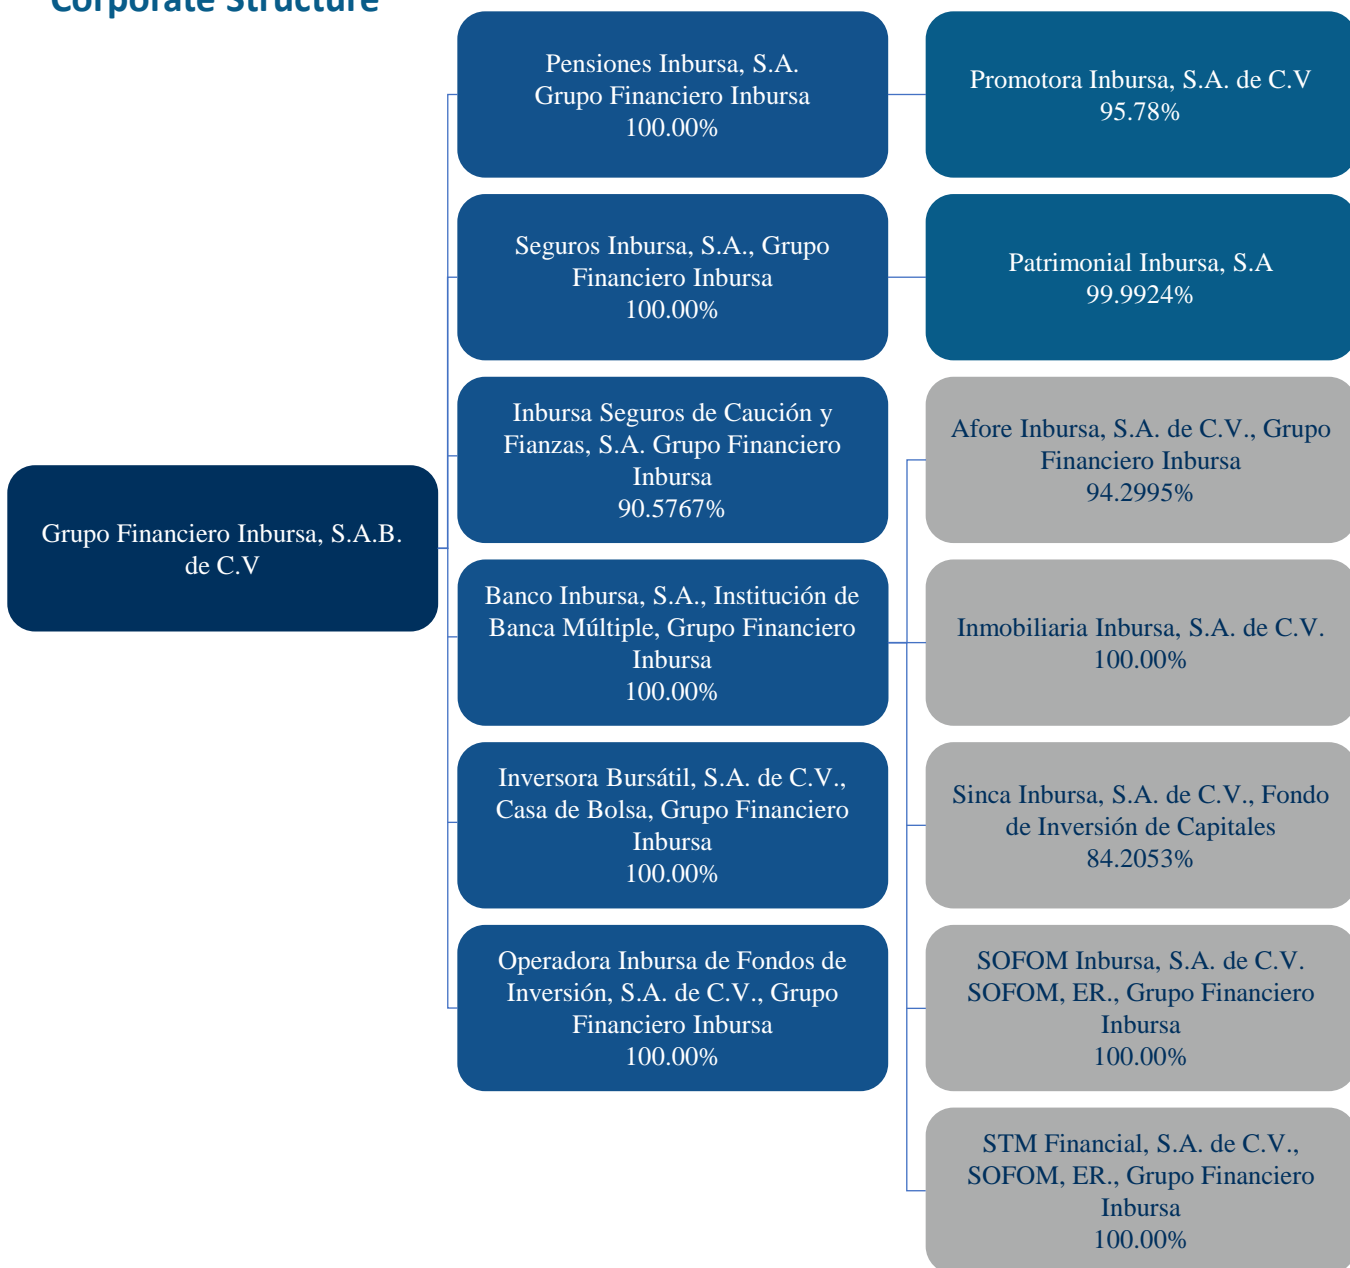 Corporate Structure
Grupo Financiero Inbursa, S.A.B.
de C.V
Pensiones Inbursa, S.A.
Grupo Financiero Inbursa
100.00%
Seguros Inbursa, S.A., Grupo
Financiero Inbursa
100.00%
Inbursa Seguros de Caución y
Fianzas, S.A. Grupo Financiero
Inbursa
90.5767%
Banco Inbursa, S.A., Institución de
Banca Múltiple, Grupo Financiero
Inbursa
100.00%
Inversora Bursátil, S.A. de C.V.,
Casa de Bolsa, Grupo Financiero
Inbursa
100.00%
Operadora Inbursa de Fondos de
Inversión, S.A. de C.V., Grupo
Financiero Inbursa
100.00%
Promotora Inbursa, S.A. de C.V
95.78%
Patrimonial Inbursa, S.A
99.9924%
Afore Inbursa, S.A. de C.V., Grupo
Financiero Inbursa
94.2995%
Inmobiliaria Inbursa, S.A. de C.V.
100.00%
Sinca Inbursa, S.A. de C.V., Fondo
de Inversión de Capitales
84.2053%
SOFOM Inbursa, S.A. de C.V.
SOFOM, ER., Grupo Financiero
Inbursa
100.00%
STM Financial, S.A. de C.V.,
SOFOM, ER., Grupo Financiero
Inbursa
100.00%